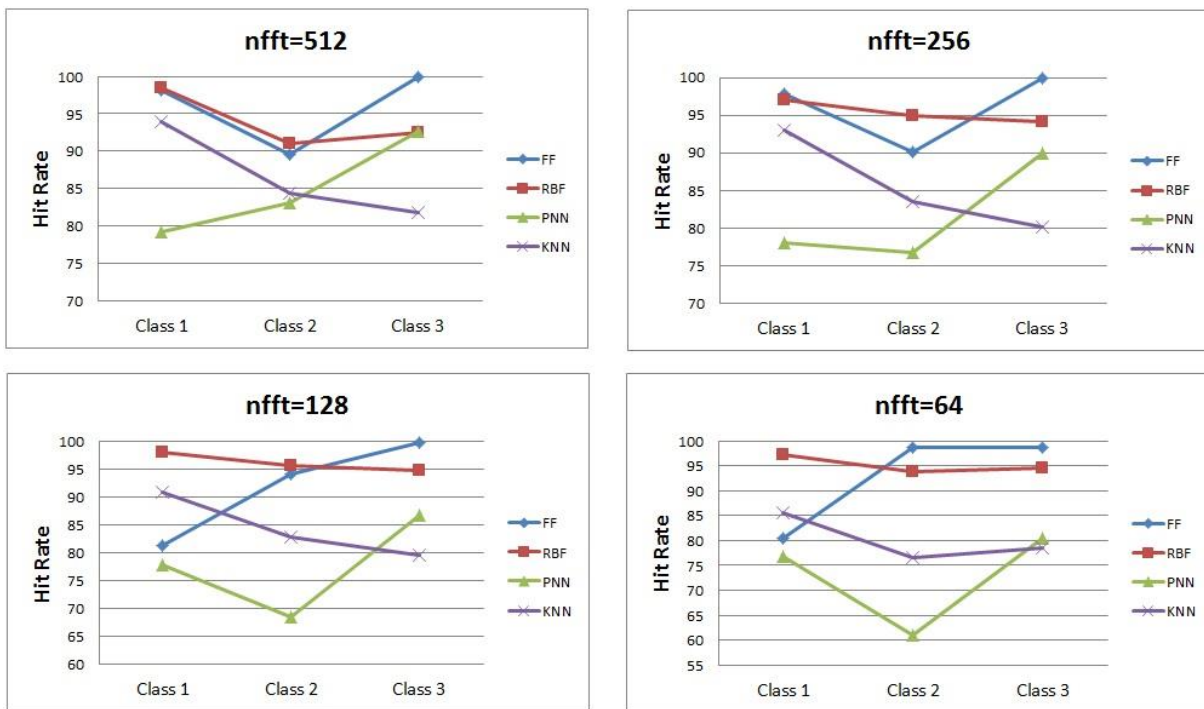 nfft=512
100
95
90
85
80
75
70
Hit Rate
Class 1 Class 2 Class 3
FF
RBF
PNN
KNN
nfft=256
100
95
90
85
80
75
70
Hit Rate
Class 1 Class 2 Class 3
FF
RBF
PNN
KNN
nfft=128
100
95
90
85
80
75
70
65
60
Hit Rate
Class 1 Class 2 Class 3
FF
RBF
PNN
KNN
nfft=64
100
95
90
85
80
75
70
65
60
55
Hit Rate
Class 1 Class 2 Class 3
FF
RBF
PNN
KNN